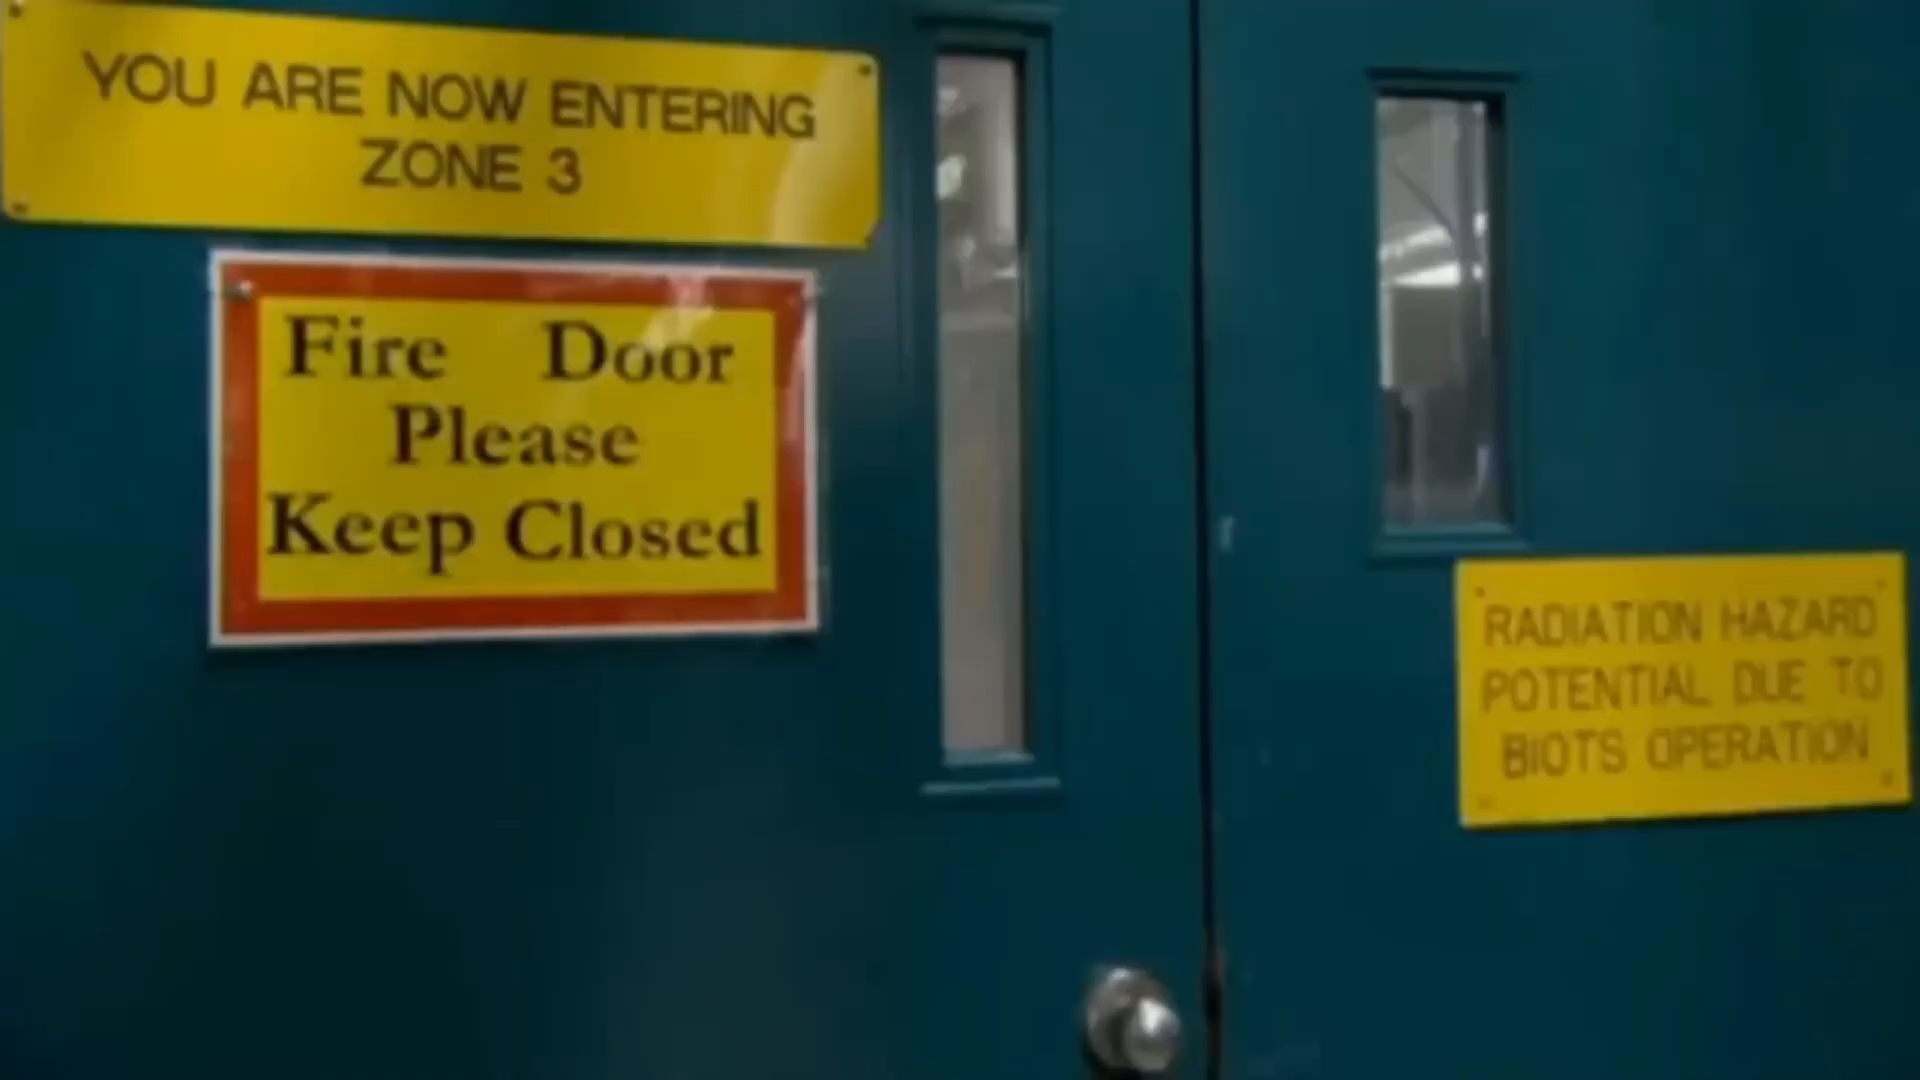 YOU ARE NOW ENTERING
ZONE 3
Fire Door
Please
Keep Closed
RADIATION HAZARD
POTENTIAL DUE TO
BIOTS OPERATION